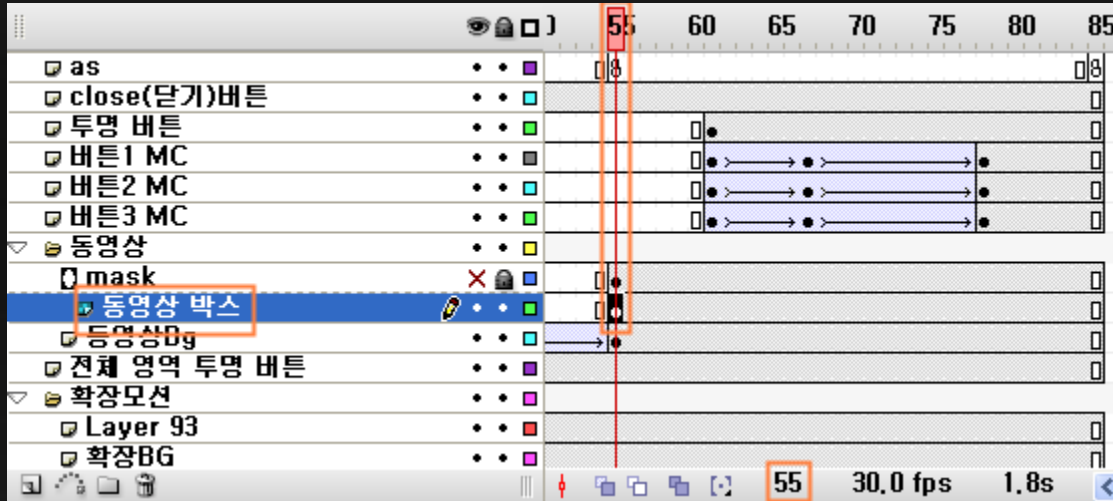 55 60 65 70 75 80 85
as
close(닫기)버튼
투명 버튼
버튼1 MC
버튼2 MC
버튼3 MC
동영상
mask
동영상 박스
동영상Bg
전체 영역 투명 버튼
확장모션
Layer 93
확장BG
55 30.0 fps 1.8s